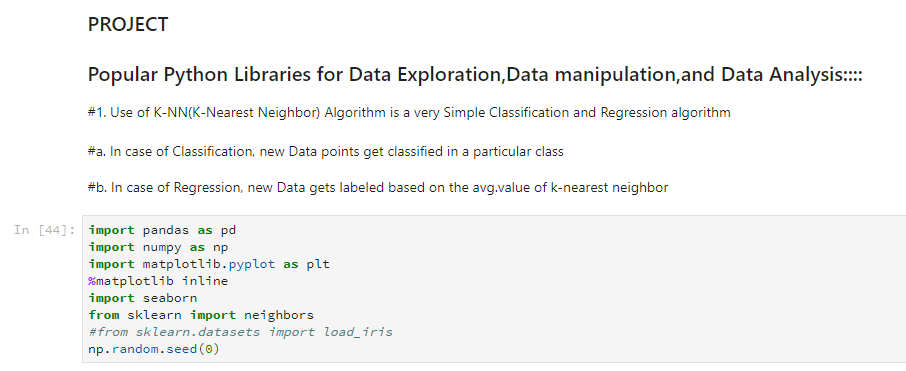 PROJECT
Popular Python Libraries for Data Exploration,Data manipulation,and Data Analysis::::
#1. Use of K-NN(K-Nearest Neighbor) Algorithm is a very Simple Classification and Regression algorithm
#a. In case of Classification, new Data points get classified in a particular class
#b. In case of Regression, new Data gets labeled based on the avg.value of k-nearest neighbor
In [44]: import pandas as pd
import numpy as np
import matplotlib.pyplot as plt
%matplotlib inline
import seaborn
from sklearn import neighbors
#from sklearn.datasets import load_iris
np.random.seed(0)